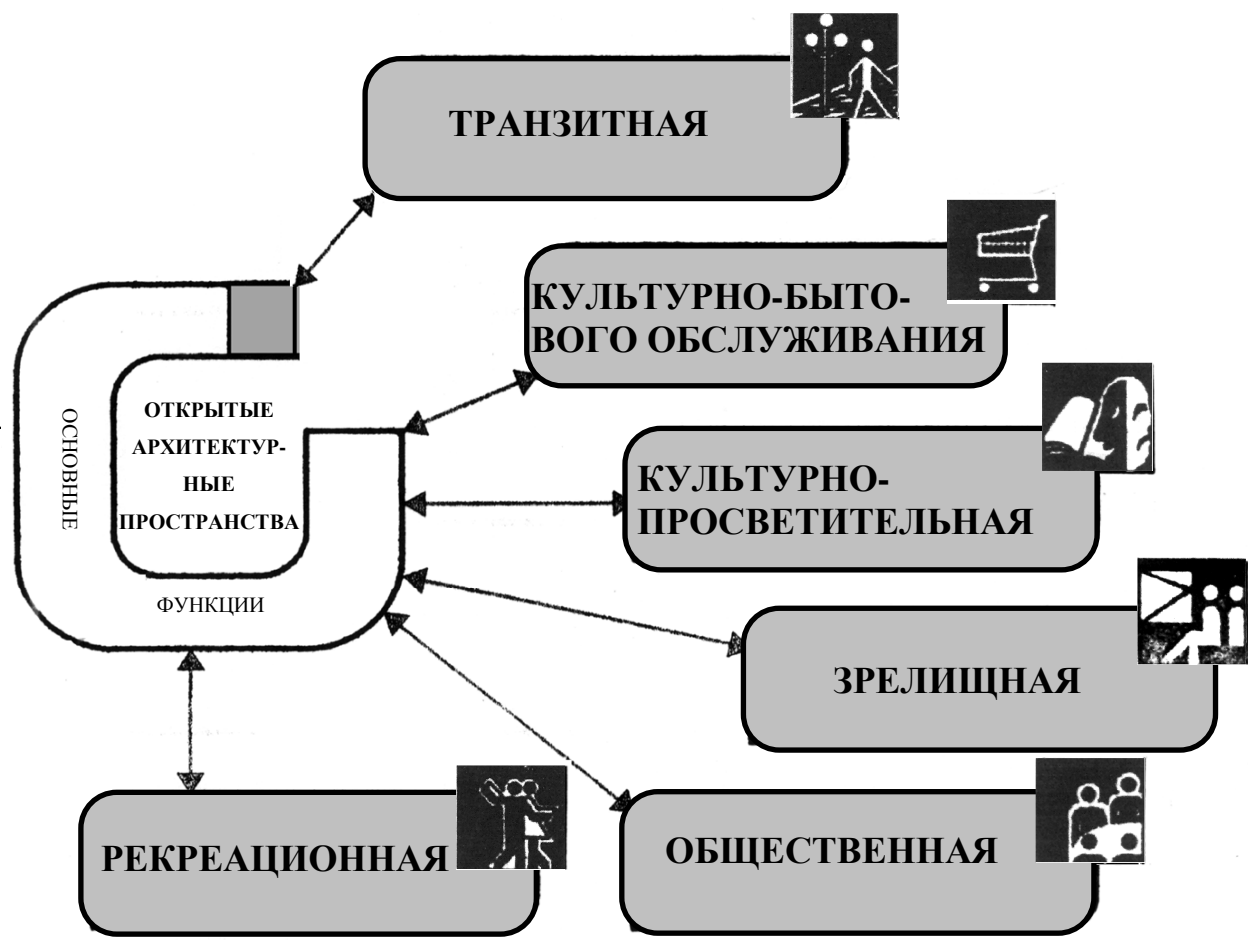 ТРАНЗИТНАЯ
КУЛЬТУРНО-БЫТО-
ВОГО ОБСЛУЖИВАНИЯ
ОТКРЫТЫЕ
АРХИТЕКТУР-
НЫЕ
ПРОСТРАНСТВА
ОСНОВНЫЕ
ФУНКЦИИ
КУЛЬТУРНО-
ПРОСВЕТИТЕЛЬНАЯ
ЗРЕЛИЩНАЯ
ОБЩЕСТВЕННАЯ
РЕКРЕАЦИОННАЯ